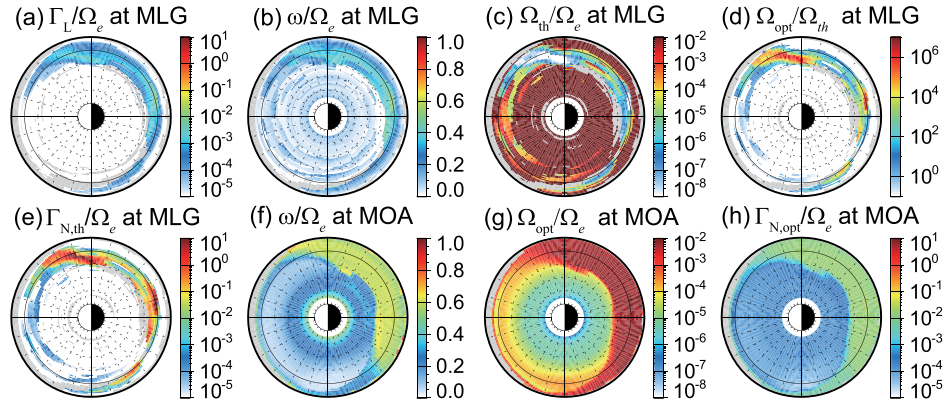 (a) Γ_L/Ω_e at MLG (b) ω/Ω_e at MLG (c) Ω_th/Ω_e at MLG (d) Ω_opt/Ω_th at MLG
10^1 10^0 10^-1 10^-2 10^-3 10^-4 10^-5
1.0 0.8 0.6 0.4 0.2 0.0
10^-2 10^-3 10^-4 10^-5 10^-6 10^-7 10^-8
10^6 10^4 10^2 10^0
(e) Γ_N,th/Ω_e at MLG (f) ω/Ω_e at MOA (g) Ω_opt/Ω_e at MOA (h) Γ_N,opt/Ω_e at MOA
10^1 10^0 10^-1 10^-2 10^-3 10^-4 10^-5
1.0 0.8 0.6 0.4 0.2 0.0
10^-2 10^-3 10^-4 10^-5 10^-6 10^-7 10^-8
10^1 10^0 10^-1 10^-2 10^-3 10^-4 10^-5